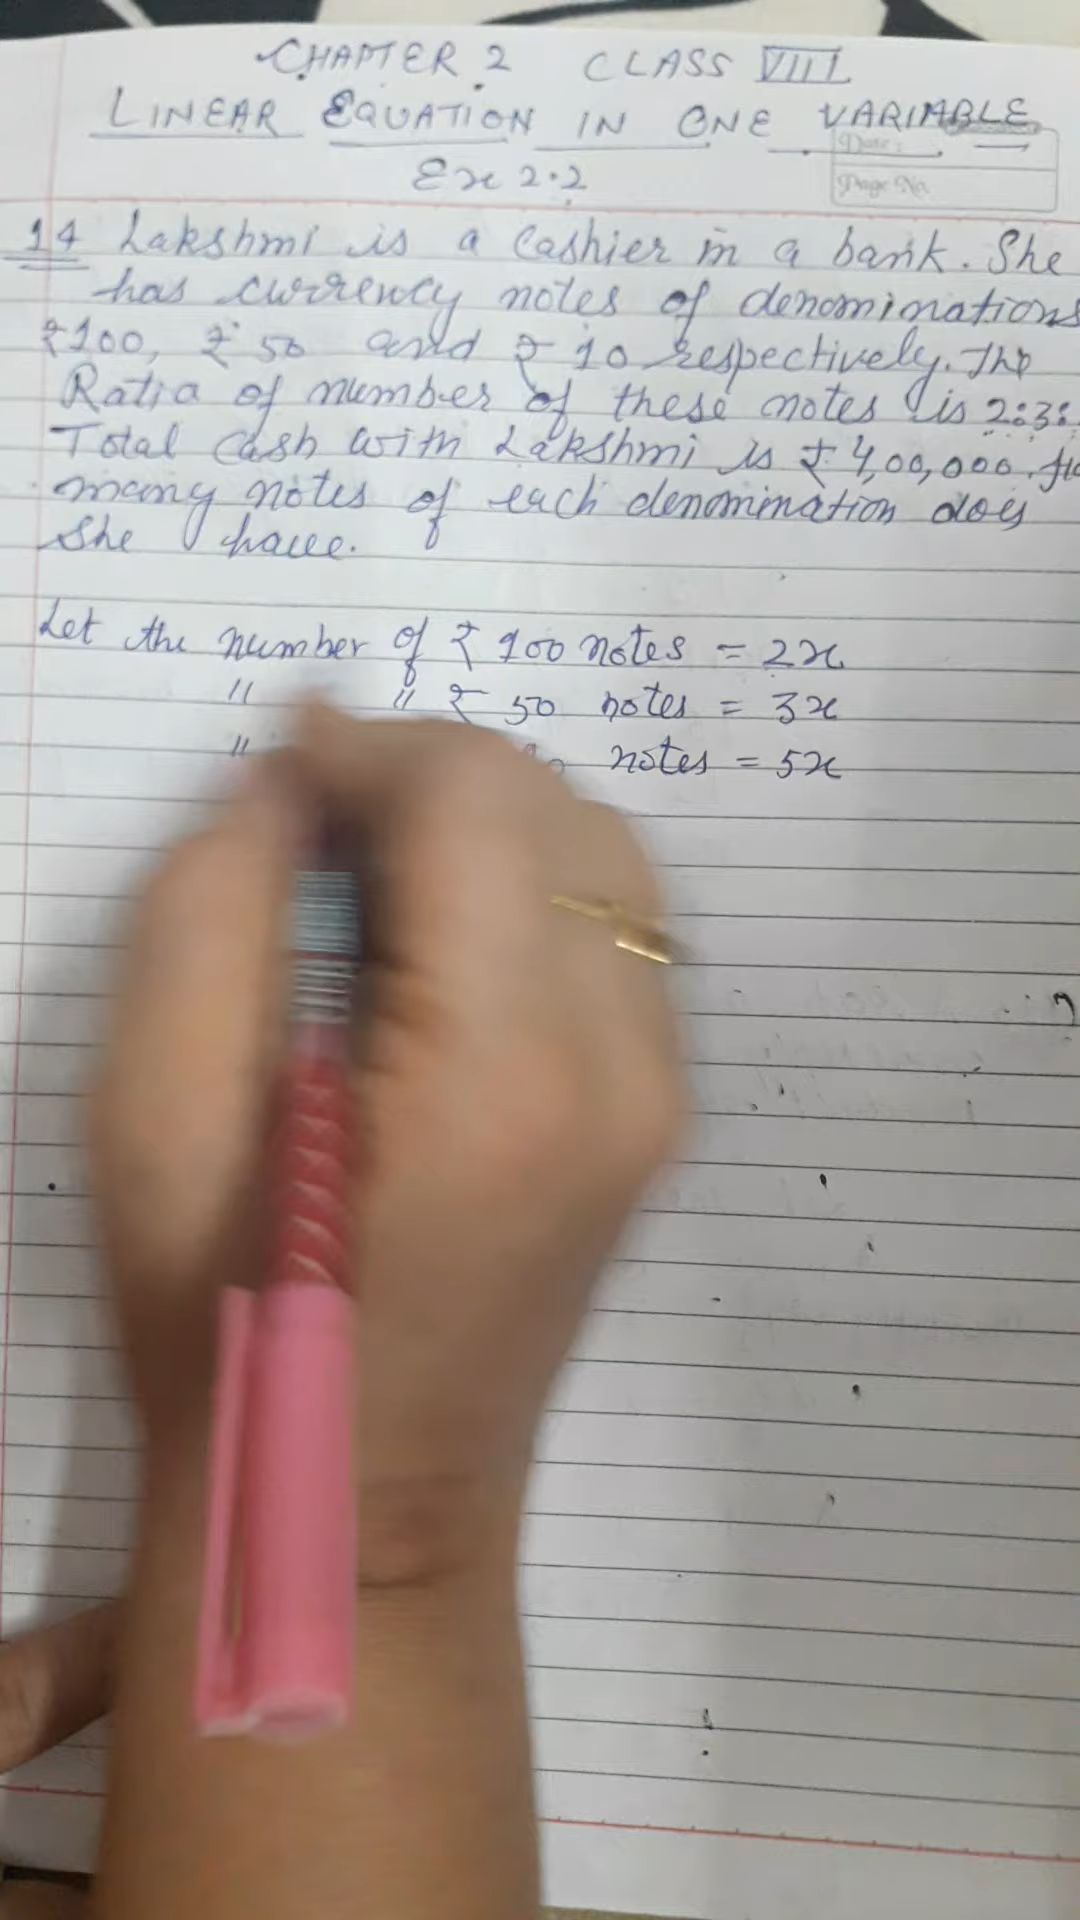 CHAPTER 2 CLASS VIII
LINEAR EQUATION IN ONE VARIABLE
Date:
Ex 2.2
Page No.
14 Lakshmi is a Cashier in a bank. She
has currency notes of denominations
₹100, ₹ 50 and ₹ 10 respectively. The
Ratio of number of these notes is 2:3:
Total Cash with Lakshmi is ₹ 4,00,000.
many notes of each denomination does
She have.
Let the number of ₹ 100 notes = 2x
" " ₹ 50 notes = 3x
" notes = 5x